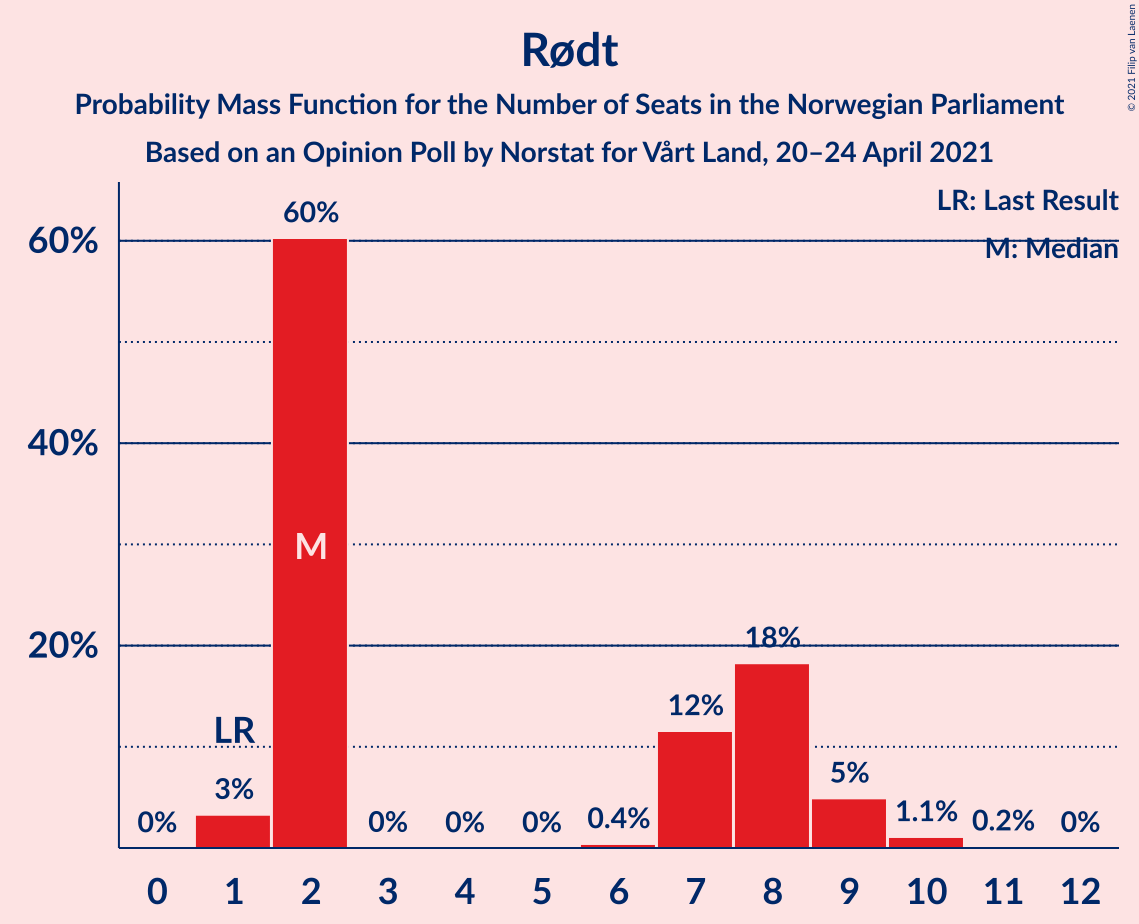 Rødt
Probability Mass Function for the Number of Seats in the Norwegian Parliament
Based on an Opinion Poll by Norstat for Vårt Land, 20–24 April 2021
© 2021 Filip van Laenen
LR: Last Result
M: Median
60%
40%
20%
0%
LR
3%
60%
M
0%
0%
0%
0.4%
12%
18%
5%
1.1%
0.2%
0%
0 1 2 3 4 5 6 7 8 9 10 11 12